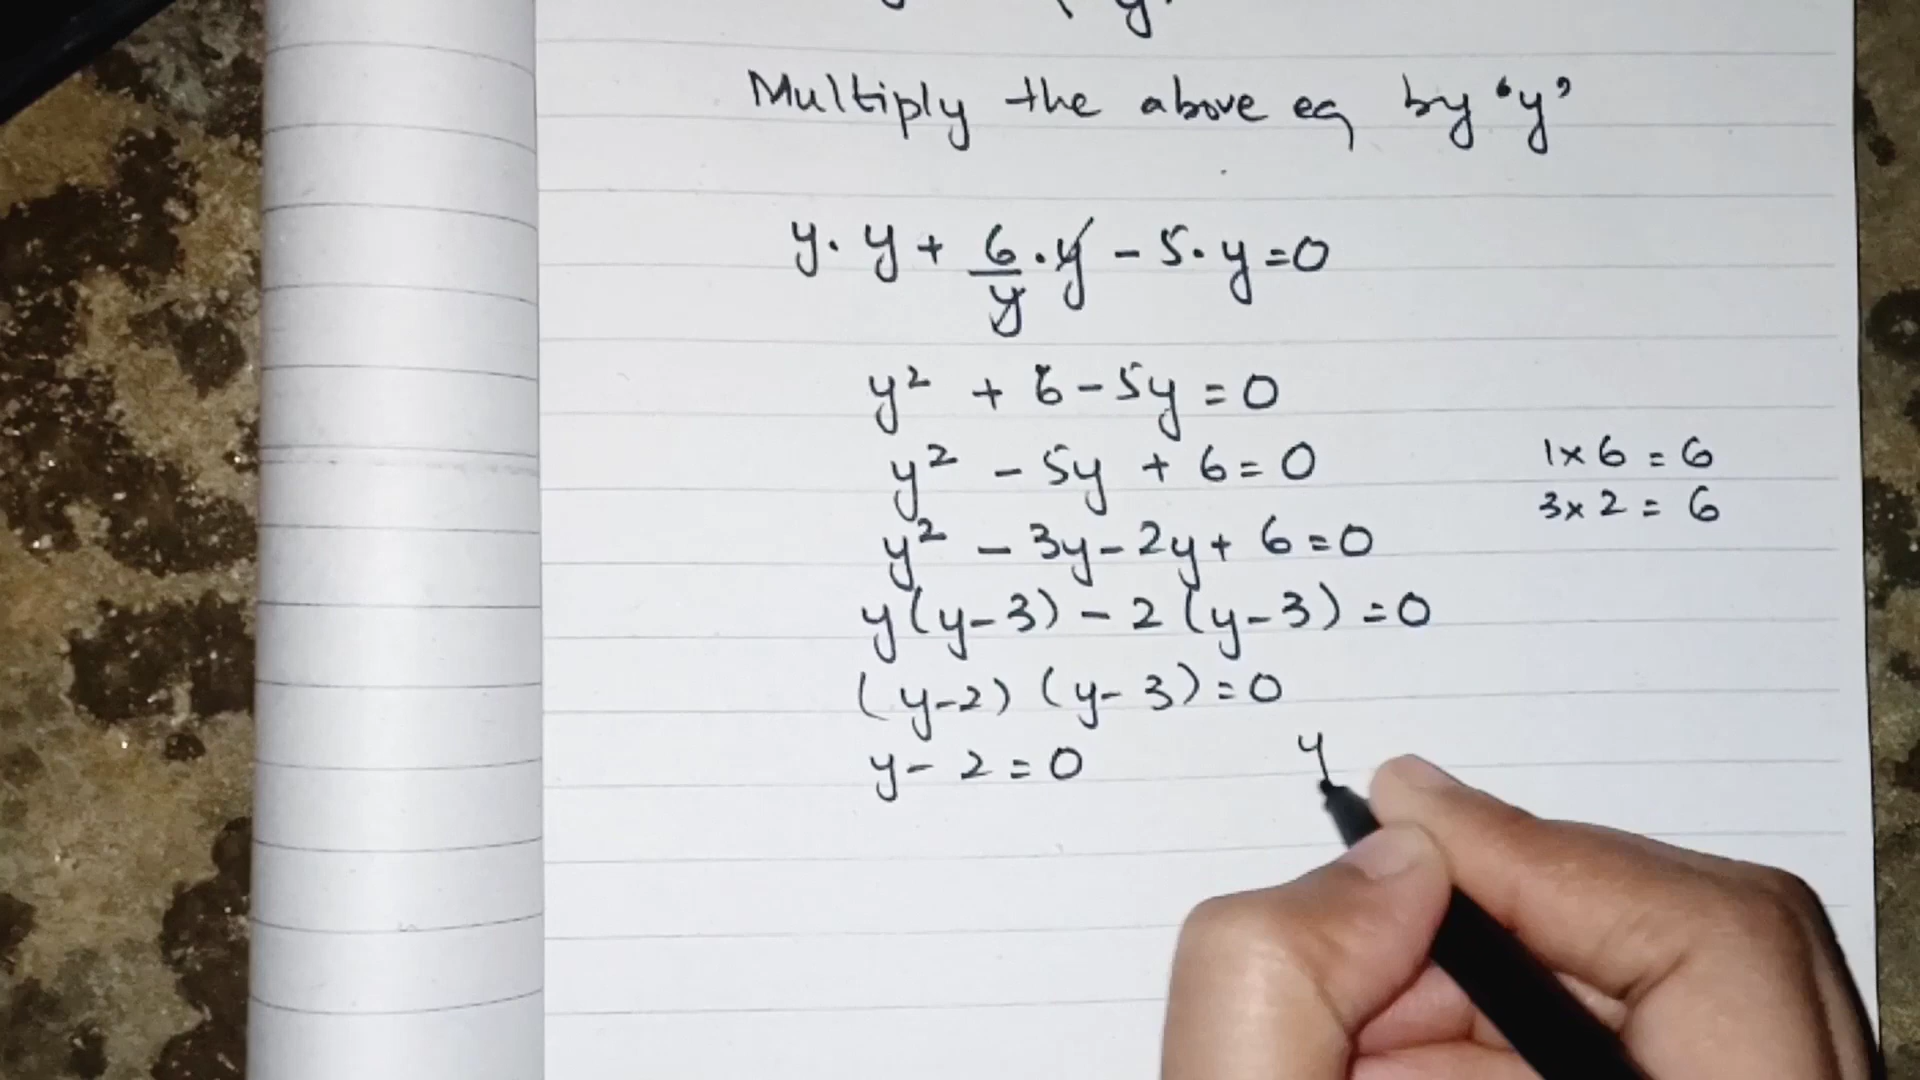 Multiply the above eq by 'y'
y · y + 6/y · y - 5 · y = 0
y² + 6 - 5y = 0
y² - 5y + 6 = 0
1 x 6 = 6
3 x 2 = 6
y² - 3y - 2y + 6 = 0
y(y - 3) - 2(y - 3) = 0
(y - 2) (y - 3) = 0
y - 2 = 0 y